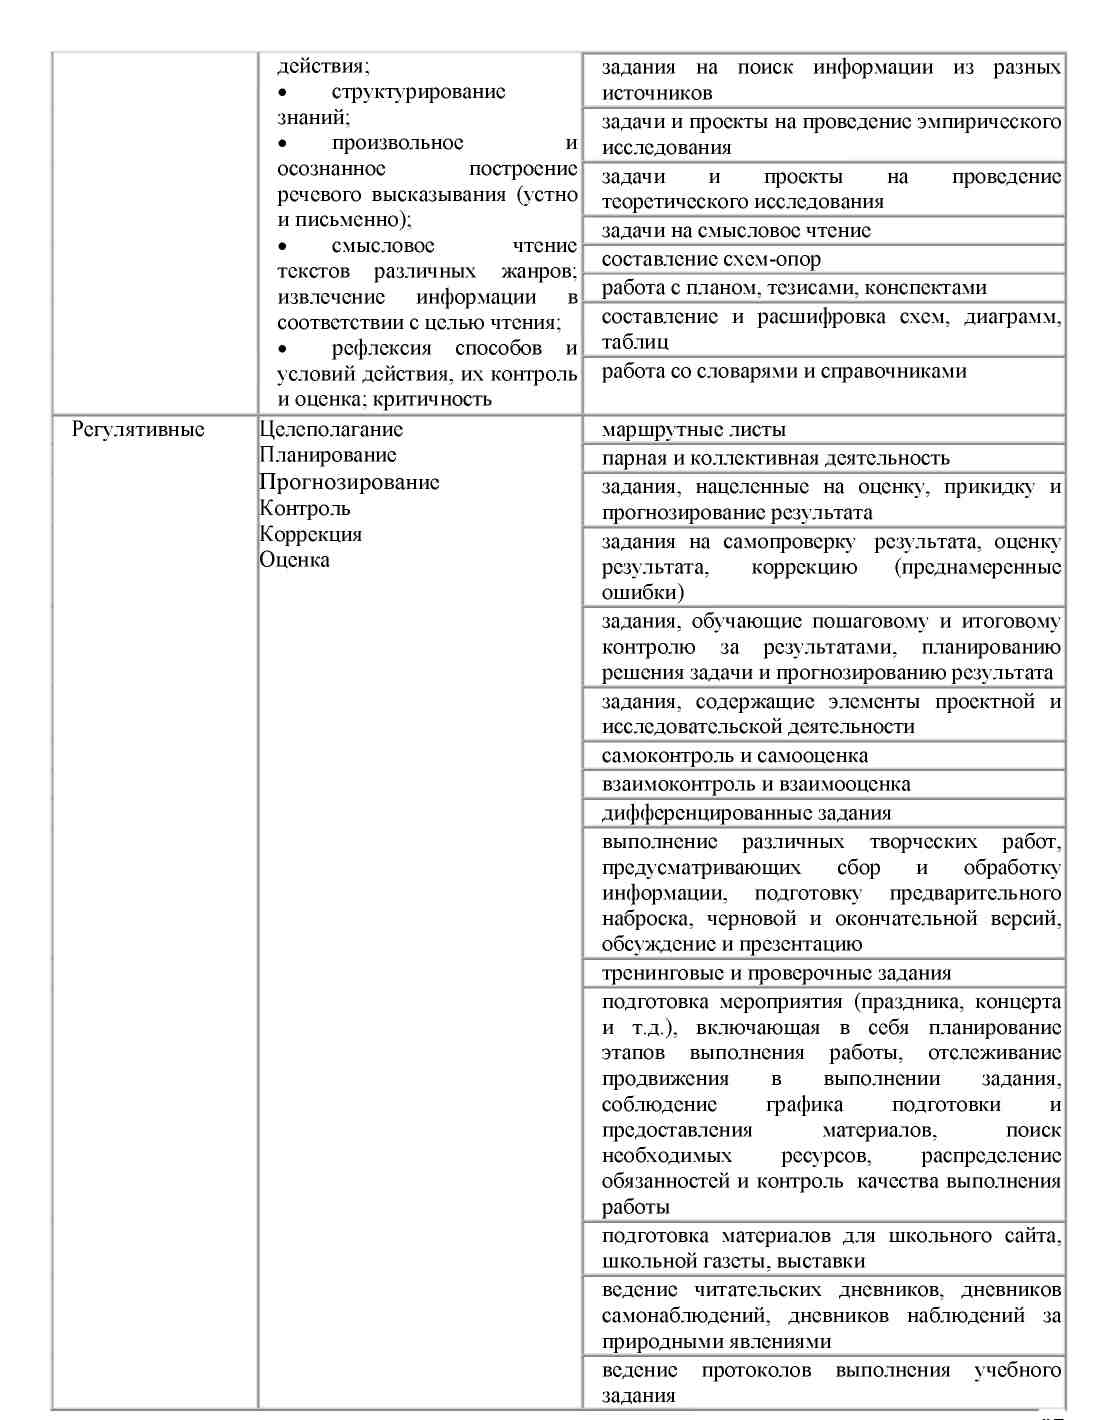 действия;
• структурирование
знаний;
• произвольное и
осознанное построение
речевого высказывания (устно
и письменно);
• смысловое чтение
текстов различных жанров;
извлечение информации в
соответствии с целью чтения;
• рефлексия способов и
условий действия, их контроль
и оценка; критичность
задания на поиск информации из разных
источников
задачи и проекты на проведение эмпирического
исследования
задачи и проекты на проведение
теоретического исследования
задачи на смысловое чтение
составление схем-опор
работа с планом, тезисами, конспектами
составление и расшифровка схем, диаграмм,
таблиц
работа со словарями и справочниками
Регулятивные
Целеполагание
Планирование
Прогнозирование
Контроль
Коррекция
Оценка
маршрутные листы
парная и коллективная деятельность
задания, нацеленные на оценку, прикидку и
прогнозирование результата
задания на самопроверку результата, оценку
результата, коррекцию (преднамеренные
ошибки)
задания, обучающие пошаговому и итоговому
контролю за результатами, планированию
решения задачи и прогнозированию результата
задания, содержащие элементы проектной и
исследовательской деятельности
самоконтроль и самооценка
взаимоконтроль и взаимооценка
дифференцированные задания
выполнение различных творческих работ,
предусматривающих сбор и обработку
информации, подготовку предварительного
наброска, черновой и окончательной версий,
обсуждение и презентацию
тренинговые и проверочные задания
подготовка мероприятия (праздника, концерта
и т.д.), включающая в себя планирование
этапов выполнения работы, отслеживание
продвижения в выполнении задания,
соблюдение графика подготовки и
предоставления материалов, поиск
необходимых ресурсов, распределение
обязанностей и контроль качества выполнения
работы
подготовка материалов для школьного сайта,
школьной газеты, выставки
ведение читательских дневников, дневников
самонаблюдений, дневников наблюдений за
природными явлениями
ведение протоколов выполнения учебного
задания